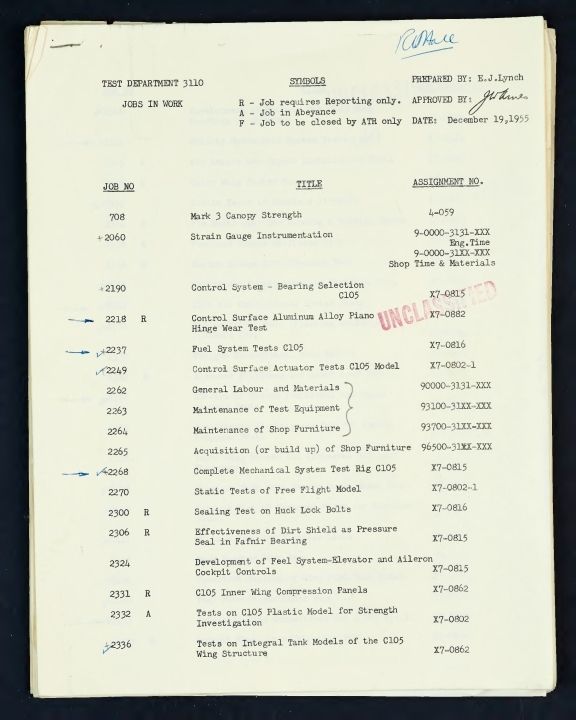 TEST DEPARTMENT 3110 SYMBOLS PREPARED BY: E.J.Lynch
JOBS IN WORK R - Job requires Reporting only. APPROVED BY:
A - Job in Abeyance
F - Job to be closed by ATR only DATE: December 19,1955
JOB NO TITLE ASSIGNMENT NO.
708 Mark 3 Canopy Strength 4-059
+2060 Strain Gauge Instrumentation 9-0000-3131-XXX
Eng.Time
9-0000-31XX-XXX
Shop Time & Materials
+2190 Control System - Bearing Selection
C105 X7-0815
UNCLASSIFIED
2218 R Control Surface Aluminum Alloy Piano X7-0882
Hinge Wear Test
+2237 Fuel System Tests C105 X7-0816
+2249 Control Surface Actuator Tests C105 Model X7-0802-1
2262 General Labour and Materials 90000-3131-XXX
2263 Maintenance of Test Equipment 93100-31XX-XXX
2264 Maintenance of Shop Furniture 93700-31XX-XXX
2265 Acquisition (or build up) of Shop Furniture 96500-31XX-XXX
+2268 Complete Mechanical System Test Rig C105 X7-0815
2270 Static Tests of Free Flight Model X7-0802-1
2300 R Sealing Test on Huck Lock Bolts X7-0816
2306 R Effectiveness of Dirt Shield as Pressure
Seal in Fafnir Bearing X7-0815
2324 Development of Feel System-Elevator and Aileron
Cockpit Controls X7-0815
2331 R C105 Inner Wing Compression Panels X7-0862
2332 A Tests on C105 Plastic Model for Strength
Investigation X7-0802
+2336 Tests on Integral Tank Models of the C105
Wing Structure X7-0862